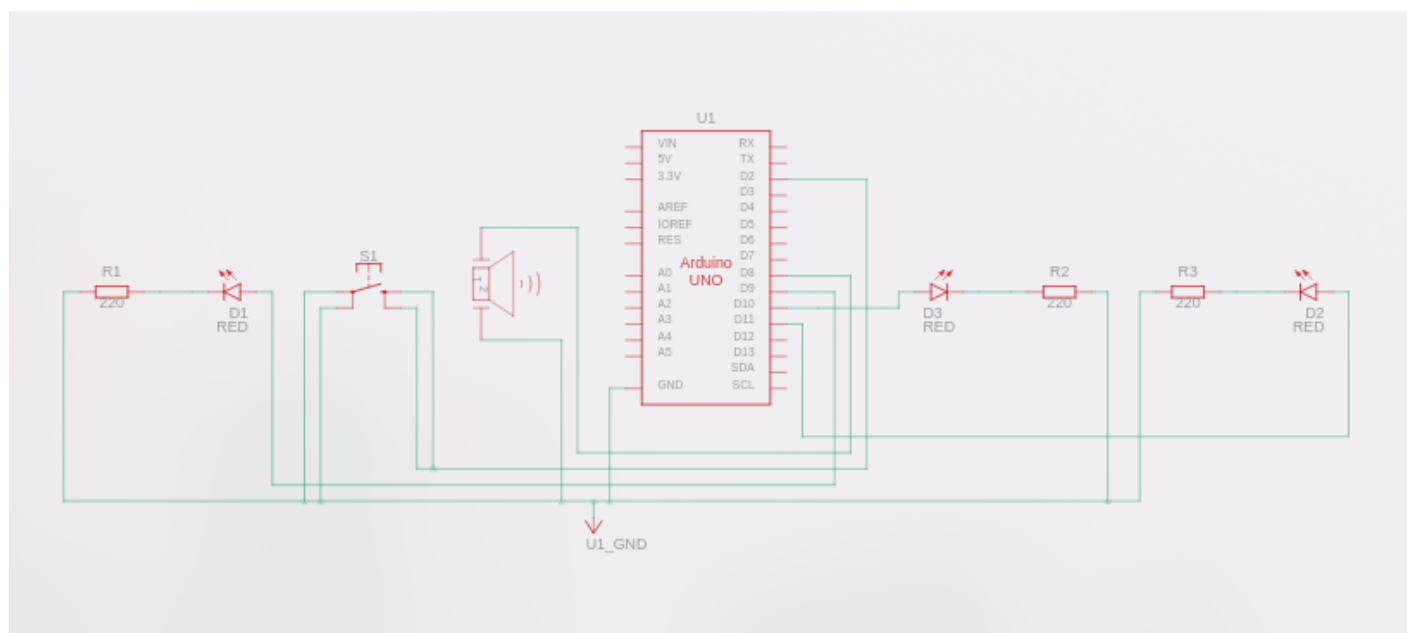 U1
VIN
5V
3.3V
AREF
IOREF
RES
A0
A1
A2
A3
A4
A5
GND
Arduino
UNO
RX
TX
D2
D3
D4
D5
D6
D7
D8
D9
D10
D11
D12
D13
SDA
SCL
R1
220
D1
RED
S1
1
2
D3
RED
R2
220
R3
220
D2
RED
U1_GND